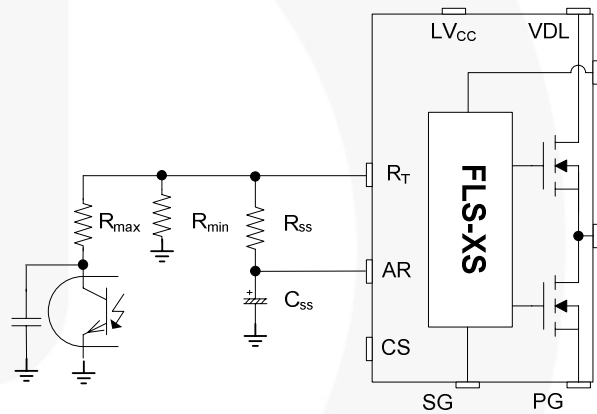 LVCC VDL
RT
Rmax Rmin Rss
FLS-XS
AR
+
Css
CS
SG PG